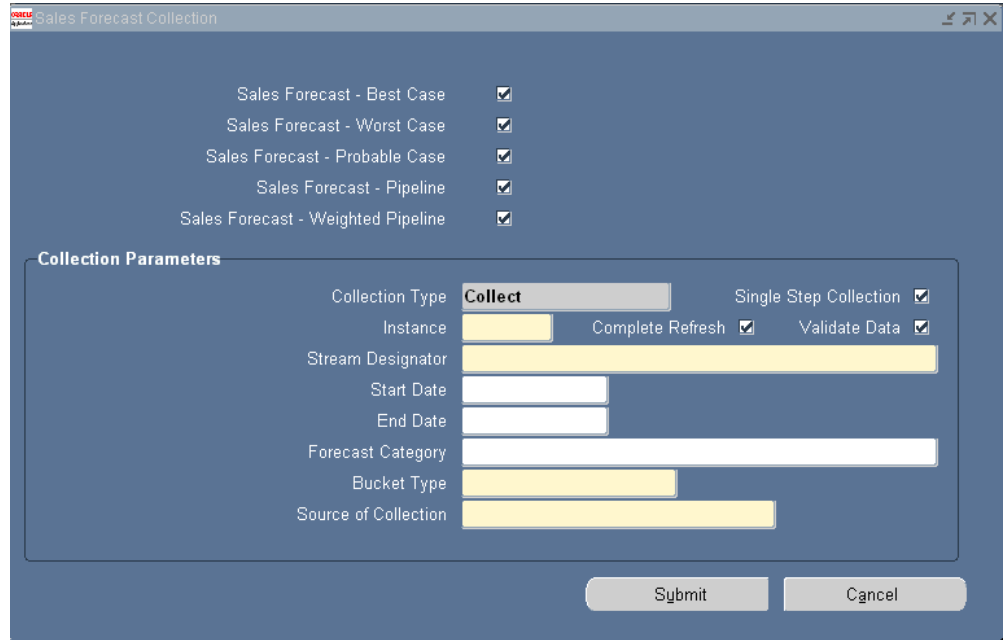 ORACLE
Sales Forecast Collection
Sales Forecast - Best Case
Sales Forecast - Worst Case
Sales Forecast - Probable Case
Sales Forecast - Pipeline
Sales Forecast - Weighted Pipeline
Collection Parameters
Collection Type Collect Single Step Collection
Instance Complete Refresh Validate Data
Stream Designator
Start Date
End Date
Forecast Category
Bucket Type
Source of Collection
Submit Cancel